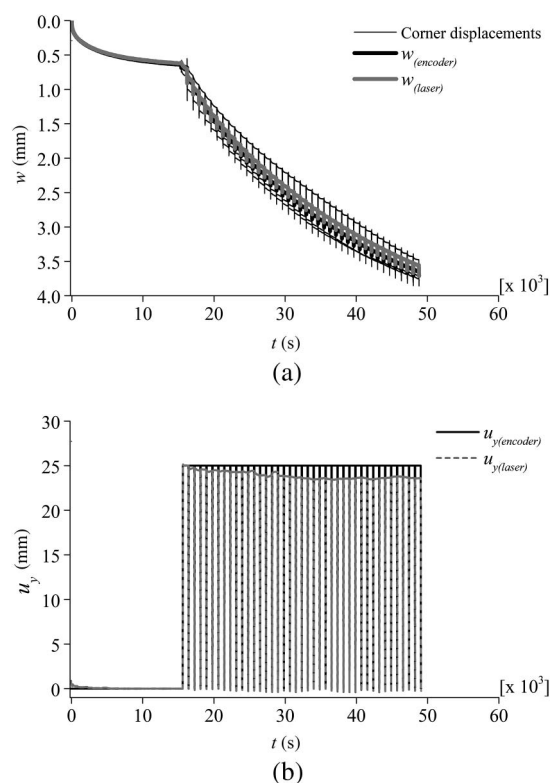 0.0
0.5
1.0
1.5
2.0
2.5
3.0
3.5
4.0
w (mm)
Corner displacements
w(encoder)
w(laser)
[x 10³]
0 10 20 30 40 50 60
t (s)
(a)
30
25
20
15
10
5
0
u_y (mm)
u_y(encoder)
u_y(laser)
[x 10³]
0 10 20 30 40 50 60
t (s)
(b)